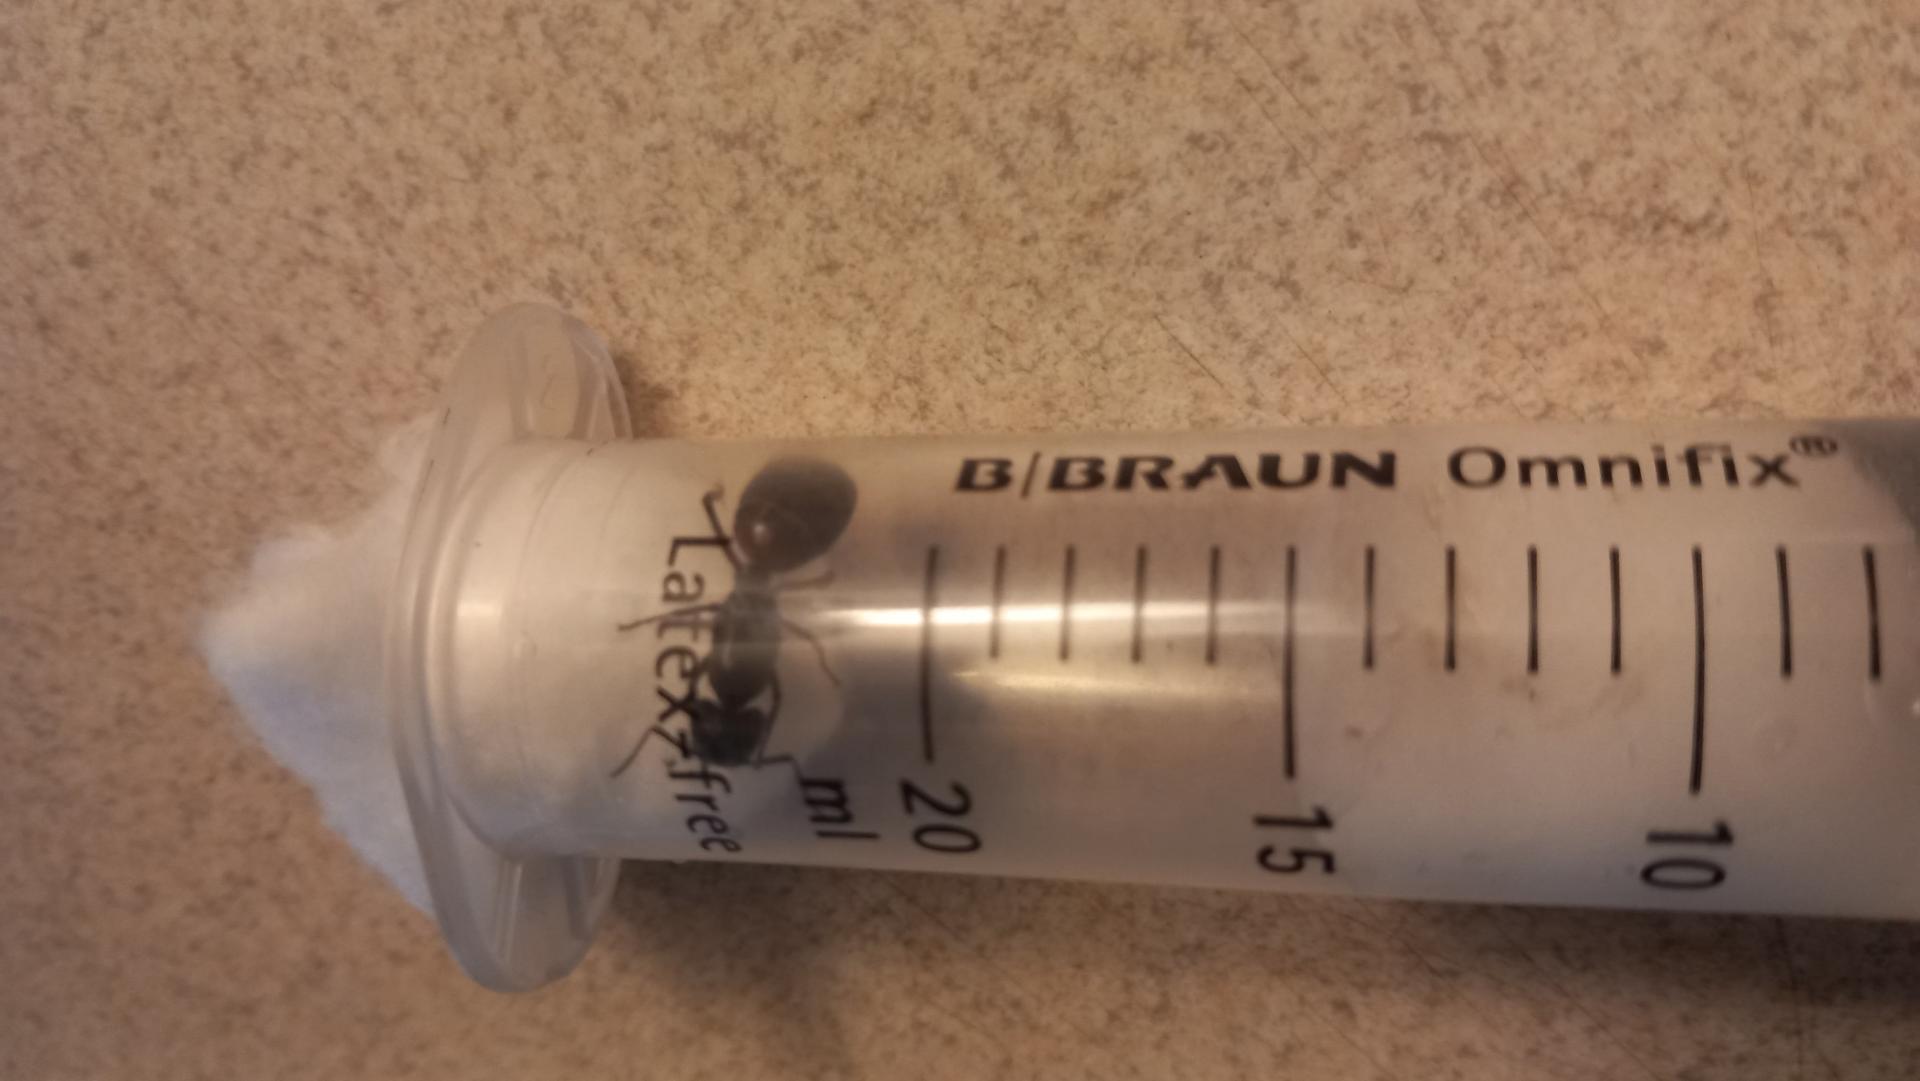 B/BRAUN Omnifix®
Latex-free
ml 20 15 10